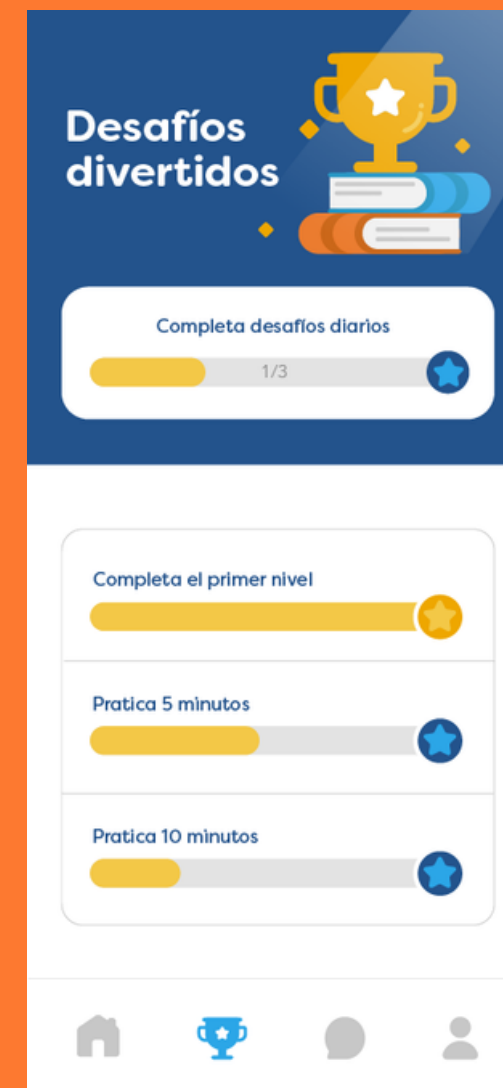 Desafíos
divertidos
Completa desafíos diarios
1/3
Completa el primer nivel
Pratica 5 minutos
Pratica 10 minutos